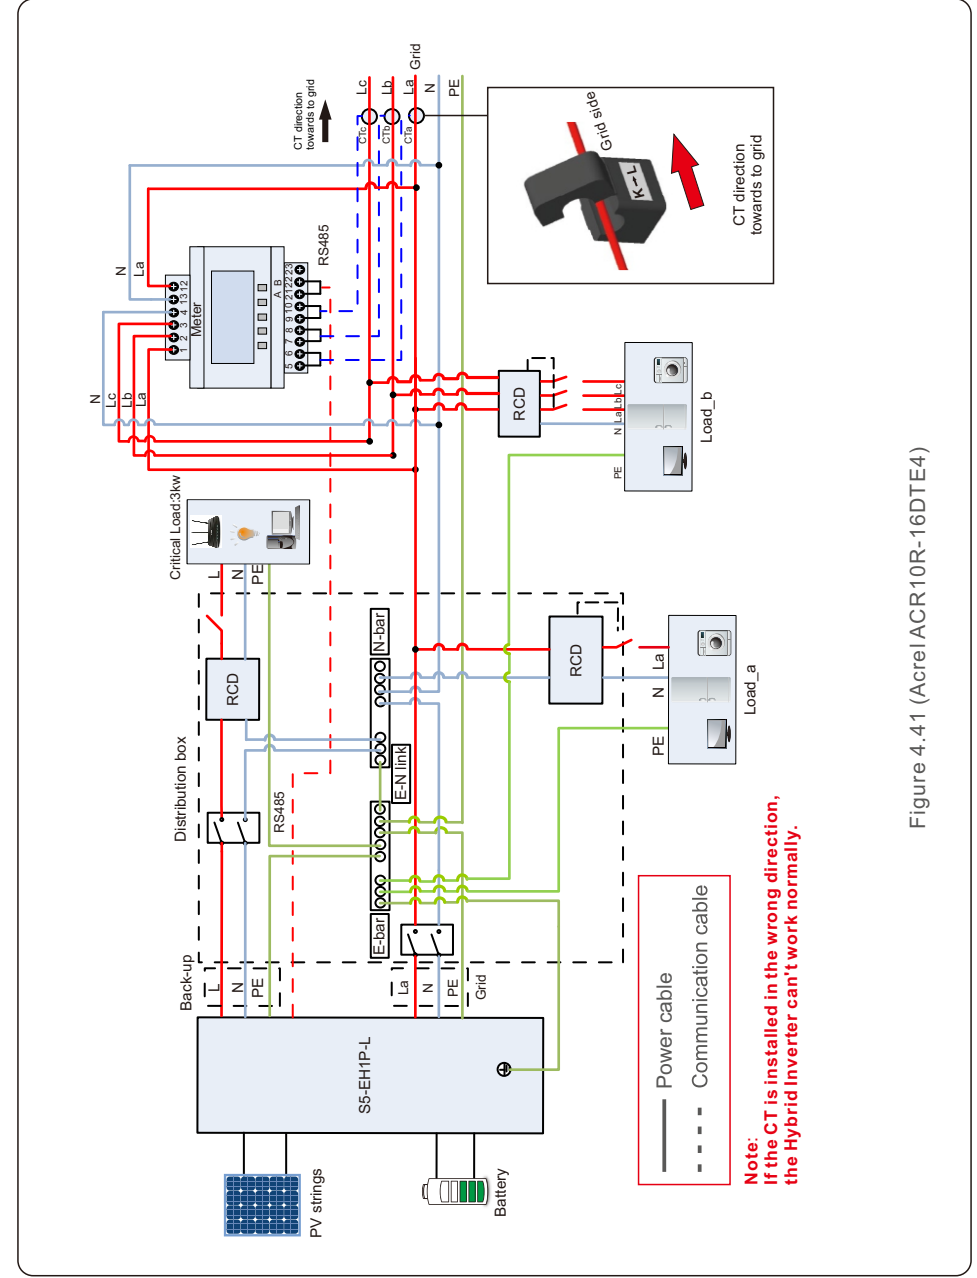 PV strings
Battery
S5-EH1P-L
Back-up
L
N
PE
La
N
PE
Grid
Distribution box
RS485
RCD
E-bar
E-N link
N-bar
Critical Load:3kw
L
N
PE
RCD
PE
N
La
Load_a
N
Lc
Lb
La
N
La
Meter
1
2
3
4
13
12
5
6
7
8
9
10
21
22
23
A
B
RS485
RCD
PE
N
La
Lb
Lc
Load_b
CT direction
towards to grid
CTc
CTb
CTa
Lc
Lb
La
Grid
N
PE
Grid side
K→L
CT direction
towards to grid
Power cable
Communication cable
Note:
If the CT is installed in the wrong direction,
the Hybrid Inverter can't work normally.
Figure 4.41 (Acrel ACR10R-16DTE4)